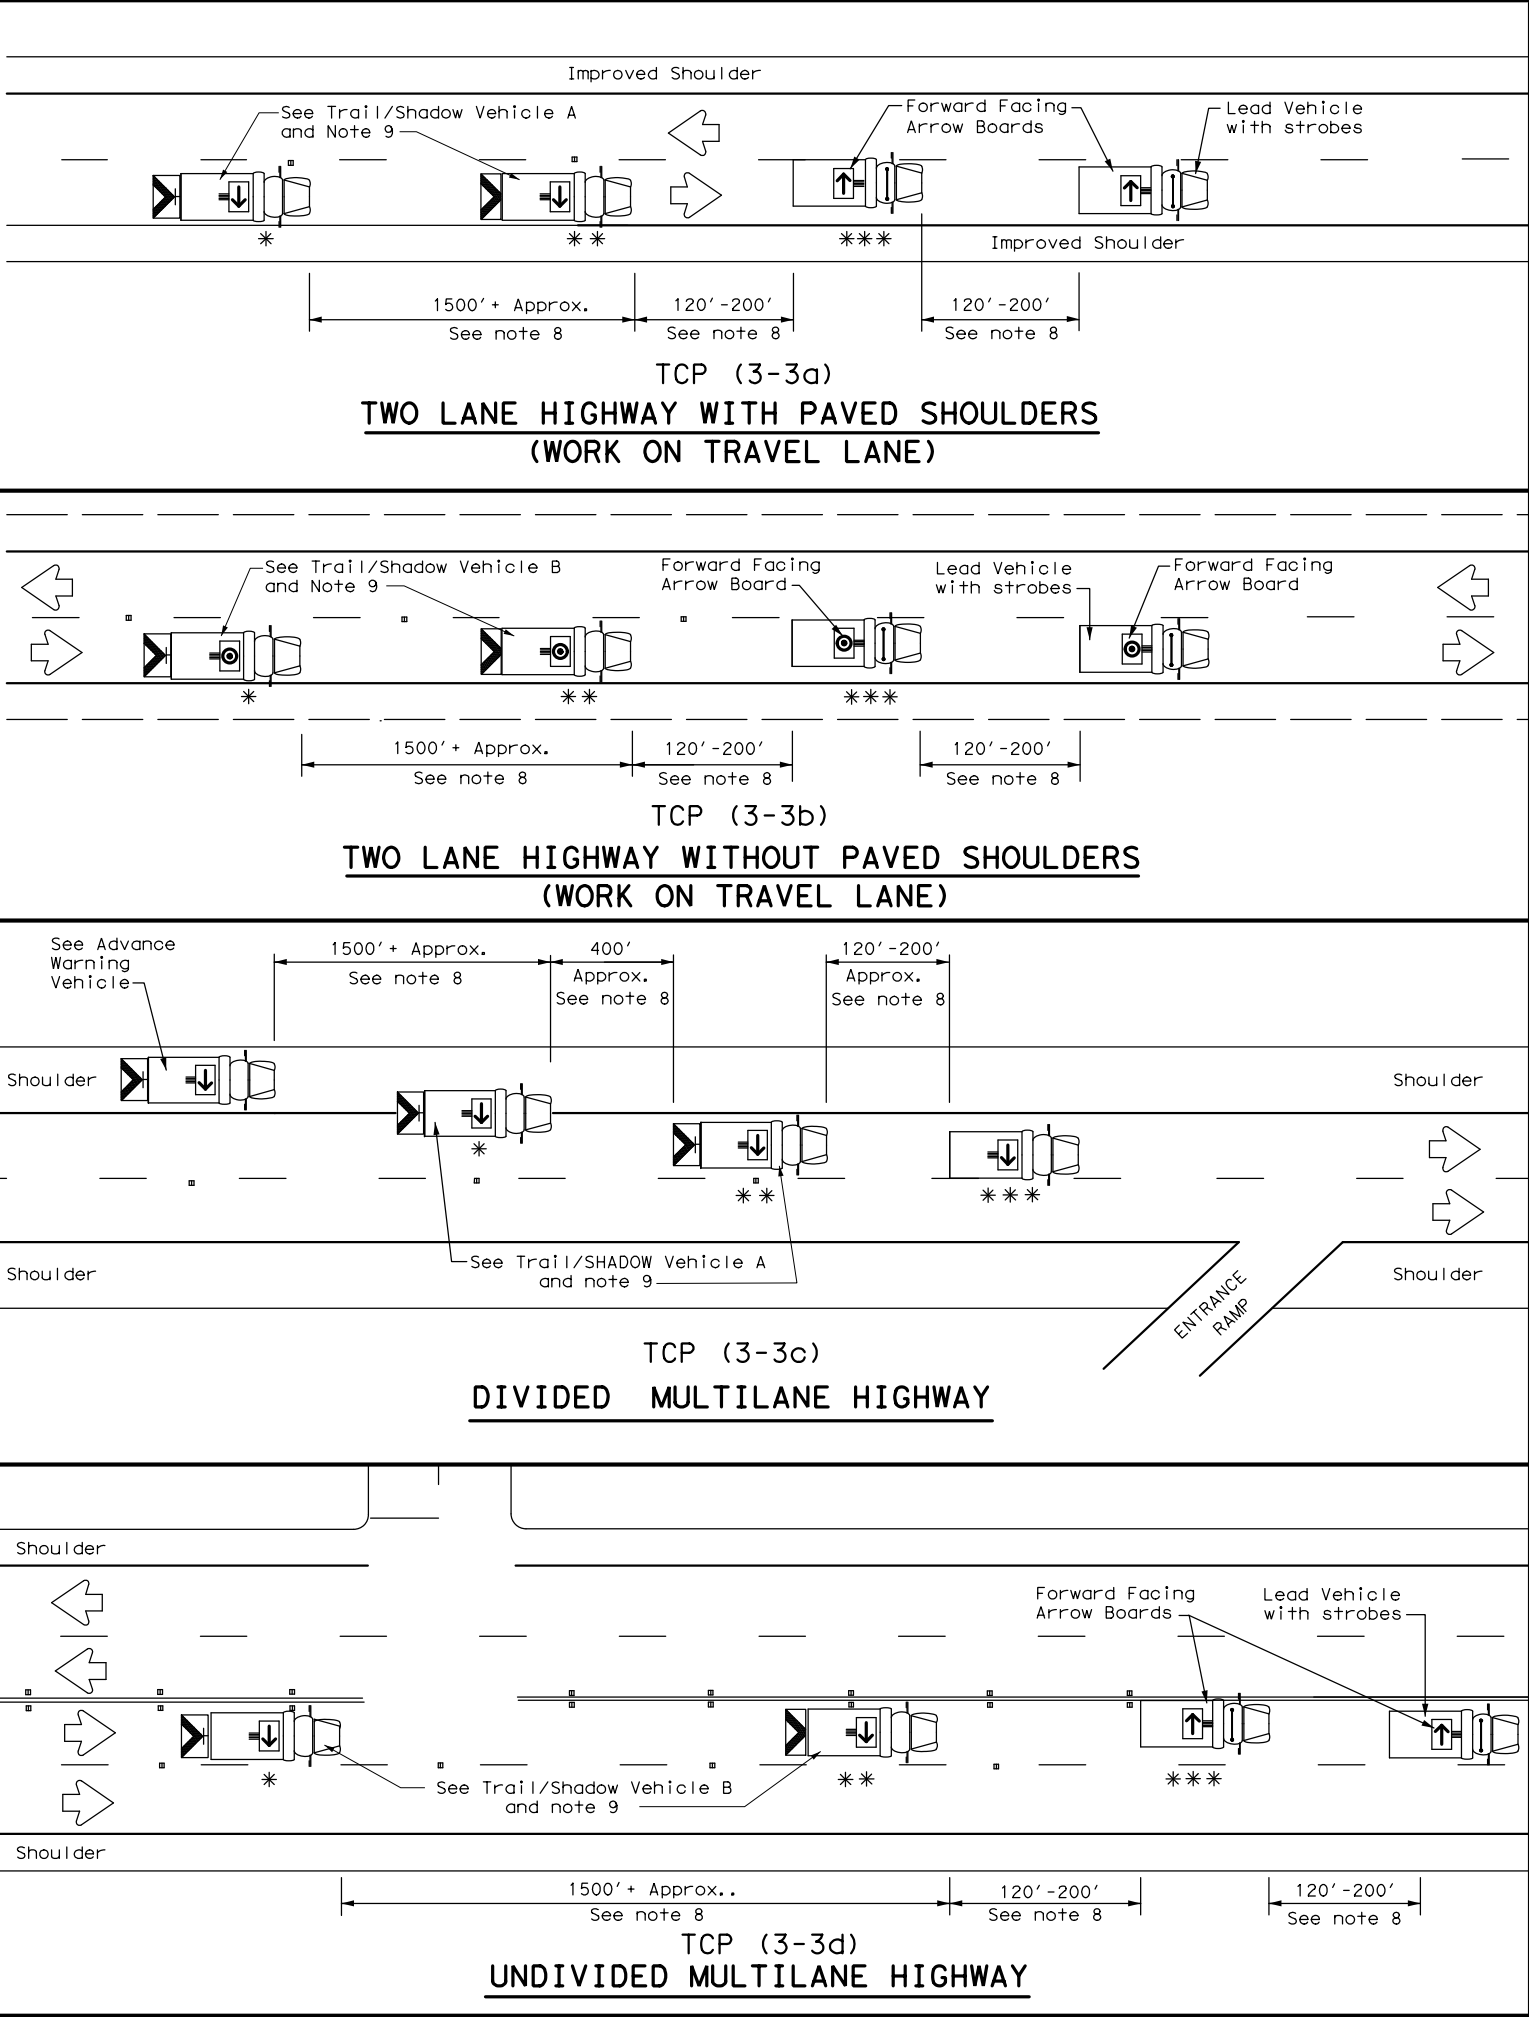 Improved Shoulder
See Trail/Shadow Vehicle A
and Note 9
Forward Facing
Arrow Boards
Lead Vehicle
with strobes
*
**
***
Improved Shoulder
1500'+ Approx.
See note 8
120'-200'
See note 8
120'-200'
See note 8
TCP (3-3a)
TWO LANE HIGHWAY WITH PAVED SHOULDERS
(WORK ON TRAVEL LANE)
See Trail/Shadow Vehicle B
and Note 9
Forward Facing
Arrow Board
Lead Vehicle
with strobes
Forward Facing
Arrow Board
*
**
***
1500'+ Approx.
See note 8
120'-200'
See note 8
120'-200'
See note 8
TCP (3-3b)
TWO LANE HIGHWAY WITHOUT PAVED SHOULDERS
(WORK ON TRAVEL LANE)
See Advance
Warning
Vehicle
1500'+ Approx.
See note 8
400'
Approx.
See note 8
120'-200'
Approx.
See note 8
Shoulder
Shoulder
*
**
***
See Trail/SHADOW Vehicle A
and note 9
Shoulder
Shoulder
ENTRANCE
RAMP
TCP (3-3c)
DIVIDED MULTILANE HIGHWAY
Shoulder
Forward Facing
Arrow Boards
Lead Vehicle
with strobes
*
**
***
See Trail/Shadow Vehicle B
and note 9
Shoulder
1500'+ Approx..
See note 8
120'-200'
See note 8
120'-200'
See note 8
TCP (3-3d)
UNDIVIDED MULTILANE HIGHWAY